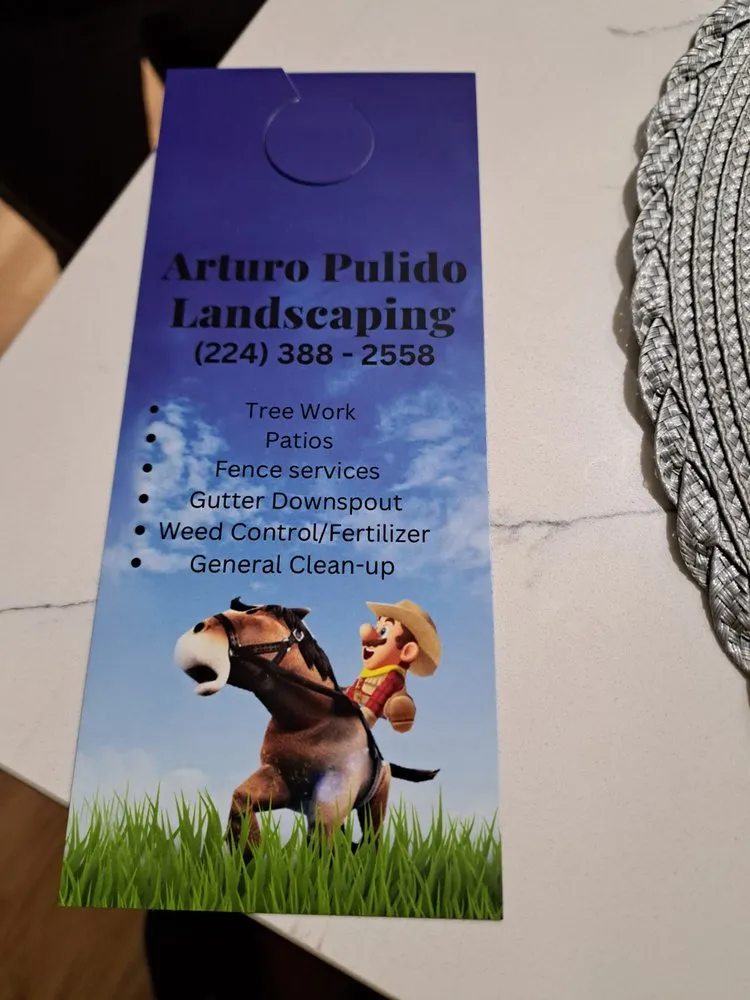 Arturo Pulido
Landscaping
(224) 388 - 2558
• Tree Work
• Patios
• Fence services
• Gutter Downspout
• Weed Control/Fertilizer
• General Clean-up